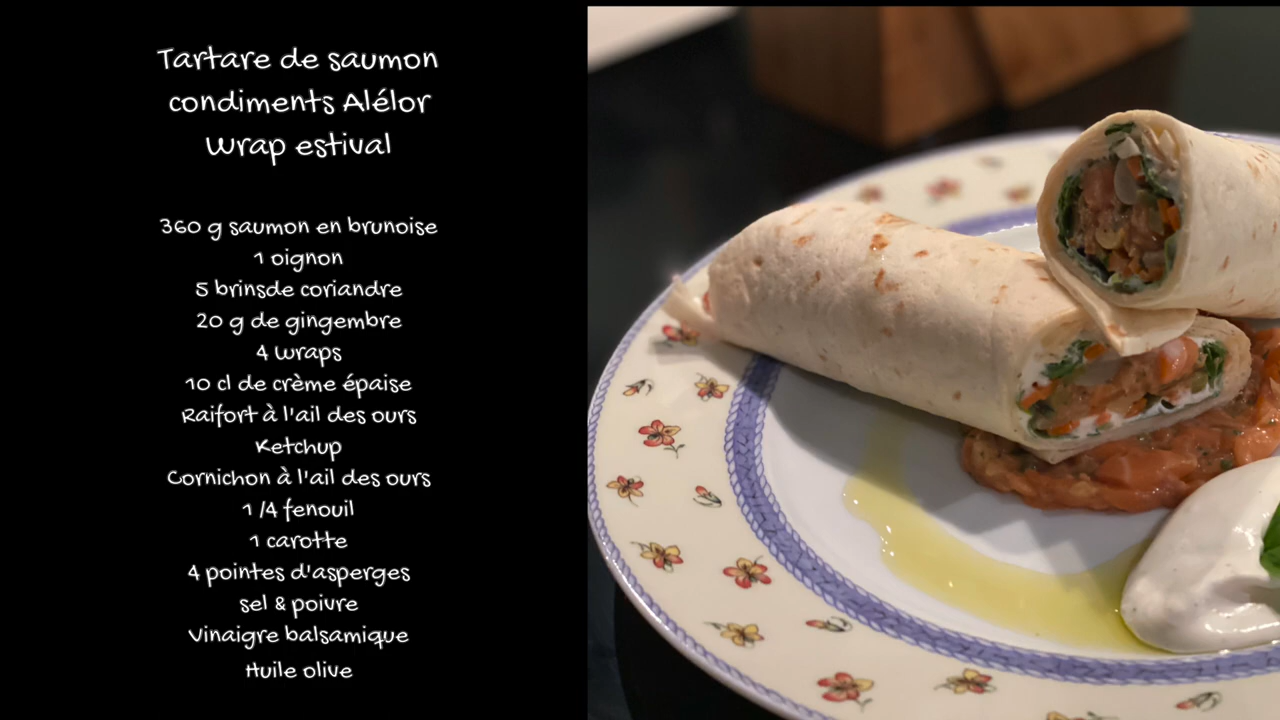 Tartare de saumon
condiments Alélor
Wrap estival
360 g saumon en brunoise
1 oignon
5 brinsde coriandre
20 g de gingembre
4 wraps
10 cl de crème épaise
Raifort à l'ail des ours
Ketchup
Cornichon à l'ail des ours
1 /4 fenouil
1 carotte
4 pointes d'asperges
sel & poivre
Vinaigre balsamique
Huile olive